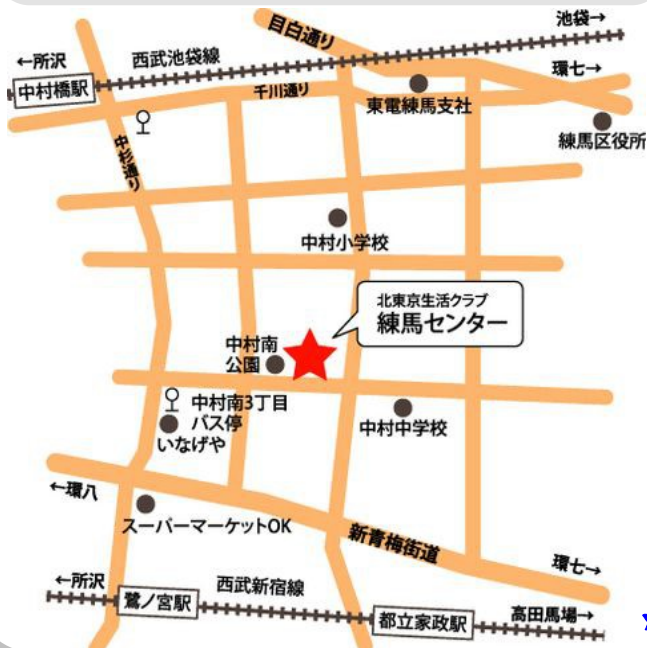 池袋→
目白通り
←所沢
西武池袋線
中村橋駅
環七→
千川通り
東電練馬支社
練馬区役所
中杉通り
中村小学校
北東京生活クラブ
練馬センター
中村南
公園
中村南3丁目
バス停
いなげや
中村中学校
←環八
スーパーマーケットOK
新青梅街道
環七→
←所沢
西武新宿線
鷺ノ宮駅
都立家政駅
高田馬場→